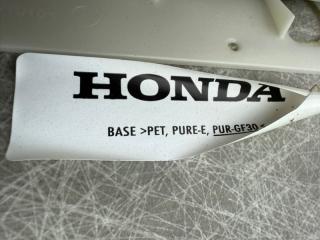 HONDA
BASE >PET, PURE-E, PUR-GF30<